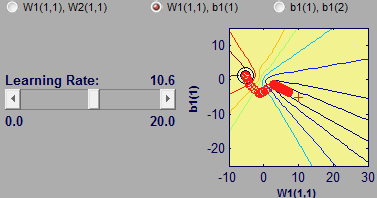 W1(1,1), W2(1,1) W1(1,1), b1(1) b1(1), b1(2)
Learning Rate: 10.6
0.0 20.0
b1(1)
15
0
-10
-20
-10 0 10 20 30
W1(1,1)